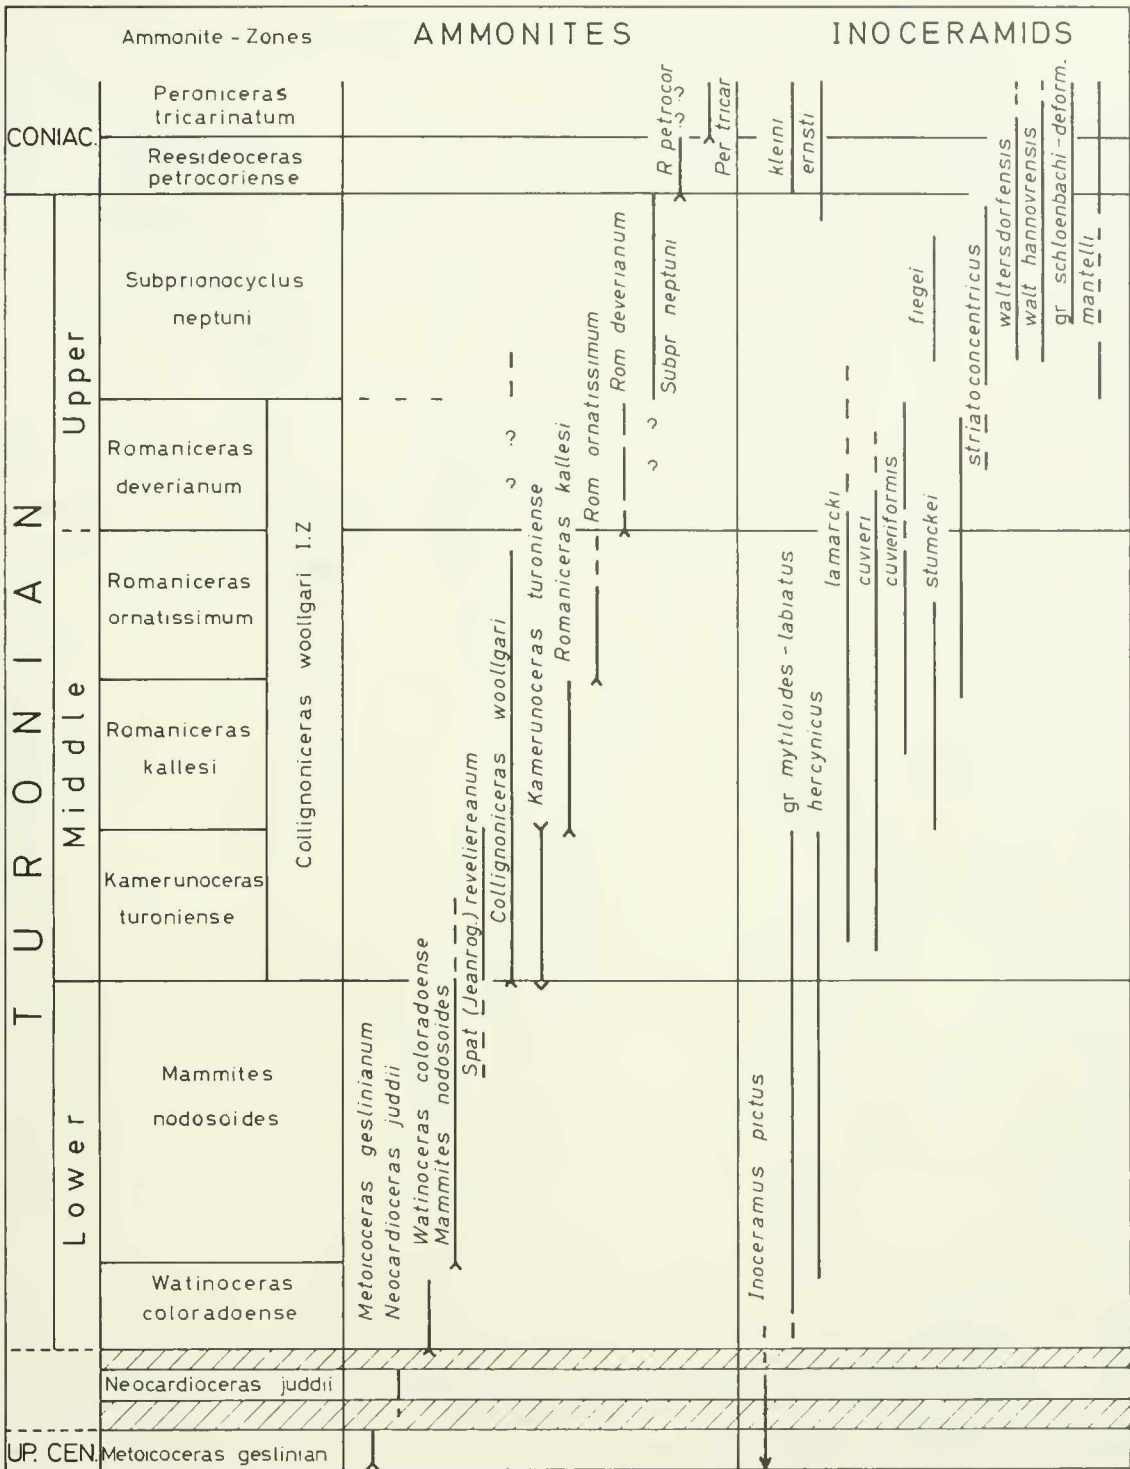 Ammonite - Zones
AMMONITES
INOCERAMIDS
CONIAC.
Peroniceras
tricarinatum
Reesideoceras
petrocoriense
TURONIAN
Upper
Subprionocyclus
neptuni
Romaniceras
deverianum
Middle
Romaniceras
ornatissimum
Romaniceras
kallesi
Kamerunoceras
turoniense
Collignoniceras woollgari I.Z
Lower
Mammites
nodosoides
Watinoceras
coloradoense
Neocardioceras juddii
UP. CEN.
Metoicoceras geslinian
Metoicoceras geslinianum
Neocardioceras juddii
Watinoceras coloradoense
Mammites nodosoides
Spat (Jeanrog.) reveliereanum
Collignoniceras woollgari
? ?
Kamerunoceras turoniense
Romaniceras kallesi
Rom ornatissimum
Rom deverianum
Subpr neptuni
? ?
R petrocor
? ?
Per tricar
Inoceramus pictus
gr mytiloides - labiatus
hercynicus
kleini
ernsti
lamarcki
cuvieri
cuvieriformis
stumckei
fiegei
striatoconcentricus
waltersdorfensis
walt hannovrensis
gr schloenbachi - deform.
mantelli